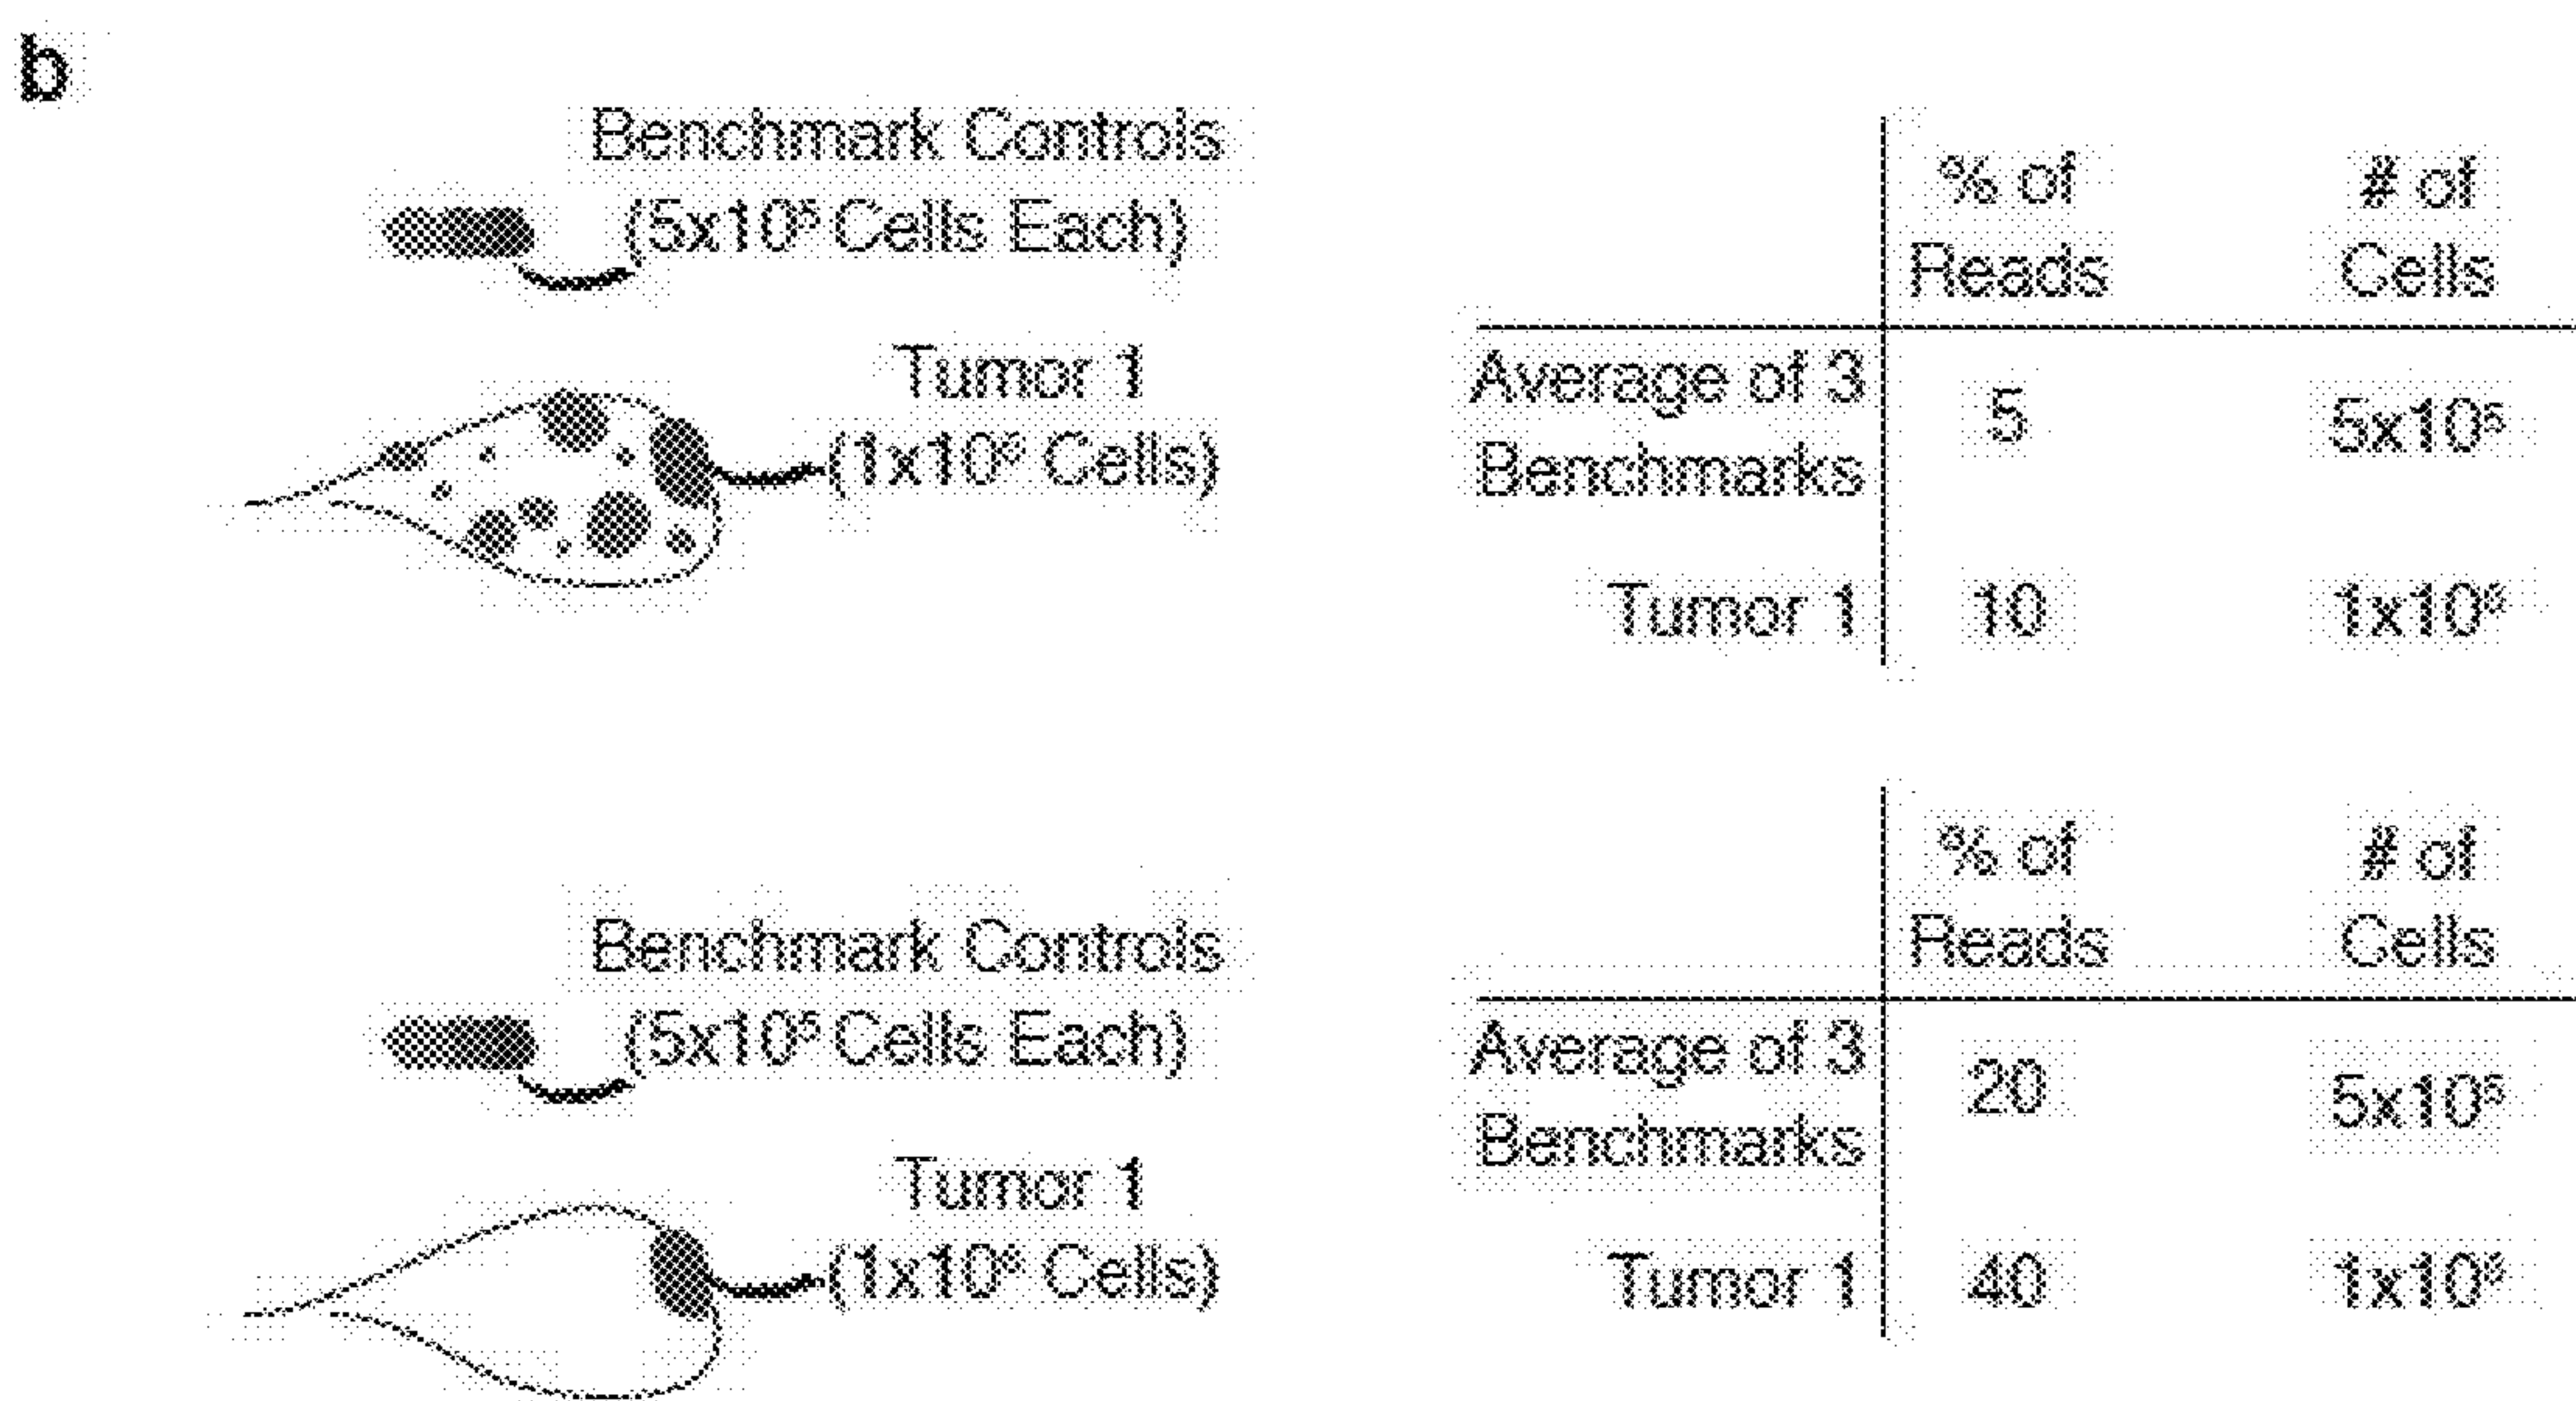 b
Benchmark Controls
(5x10⁵ Cells Each)
Tumor 1
(1x10⁶ Cells)
% of # of
Reads Cells
Average of 3
Benchmarks 5 5x10⁵
Tumor 1 10 1x10⁶
Benchmark Controls
(5x10⁵ Cells Each)
Tumor 1
(1x10⁶ Cells)
% of # of
Reads Cells
Average of 3
Benchmarks 20 5x10⁵
Tumor 1 40 1x10⁶